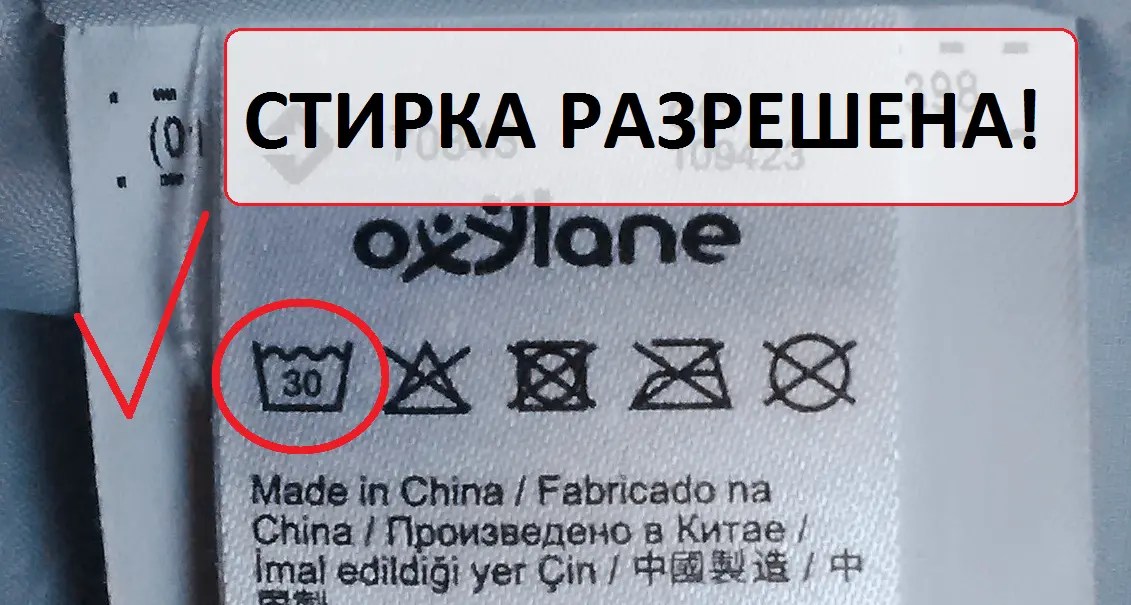 СТИРКА РАЗРЕШЕНА!
oxylane
30
Made in China / Fabricado na
China / Произведено в Китае /
İmal edildiği yer Çin / 中國製造 / 中